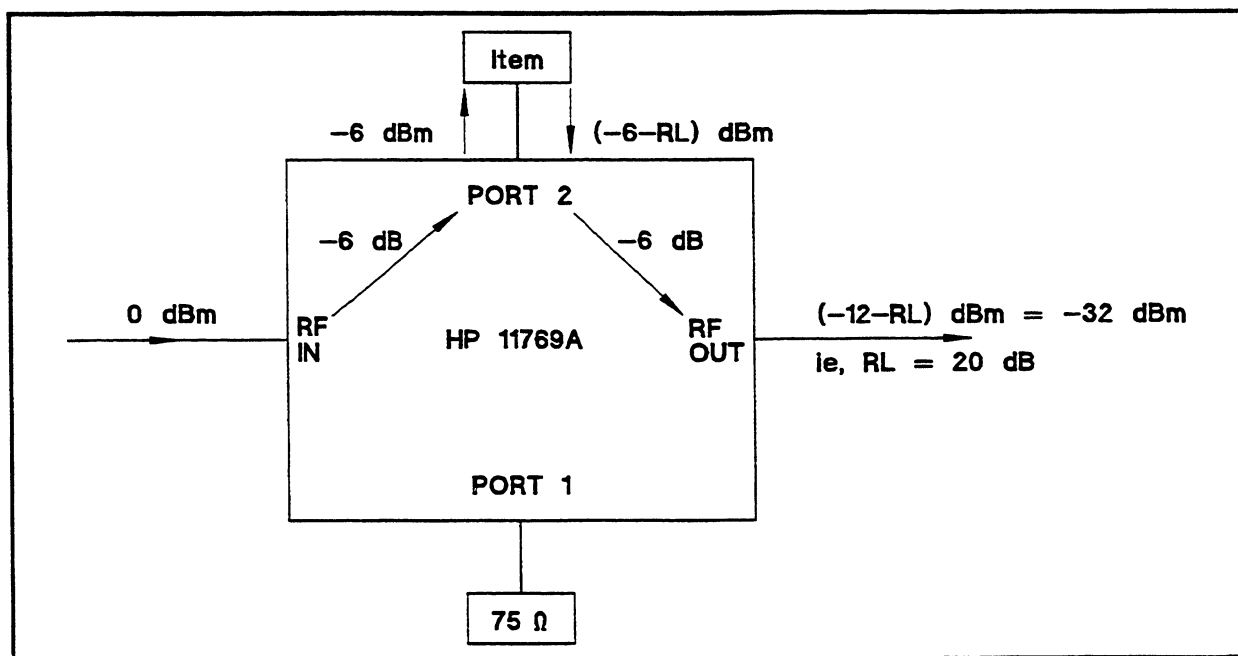 Item
−6 dBm
(−6−RL) dBm
PORT 2
−6 dB
−6 dB
0 dBm
RF
IN
HP 11769A
RF
OUT
(−12−RL) dBm = −32 dBm
ie, RL = 20 dB
PORT 1
75 Ω